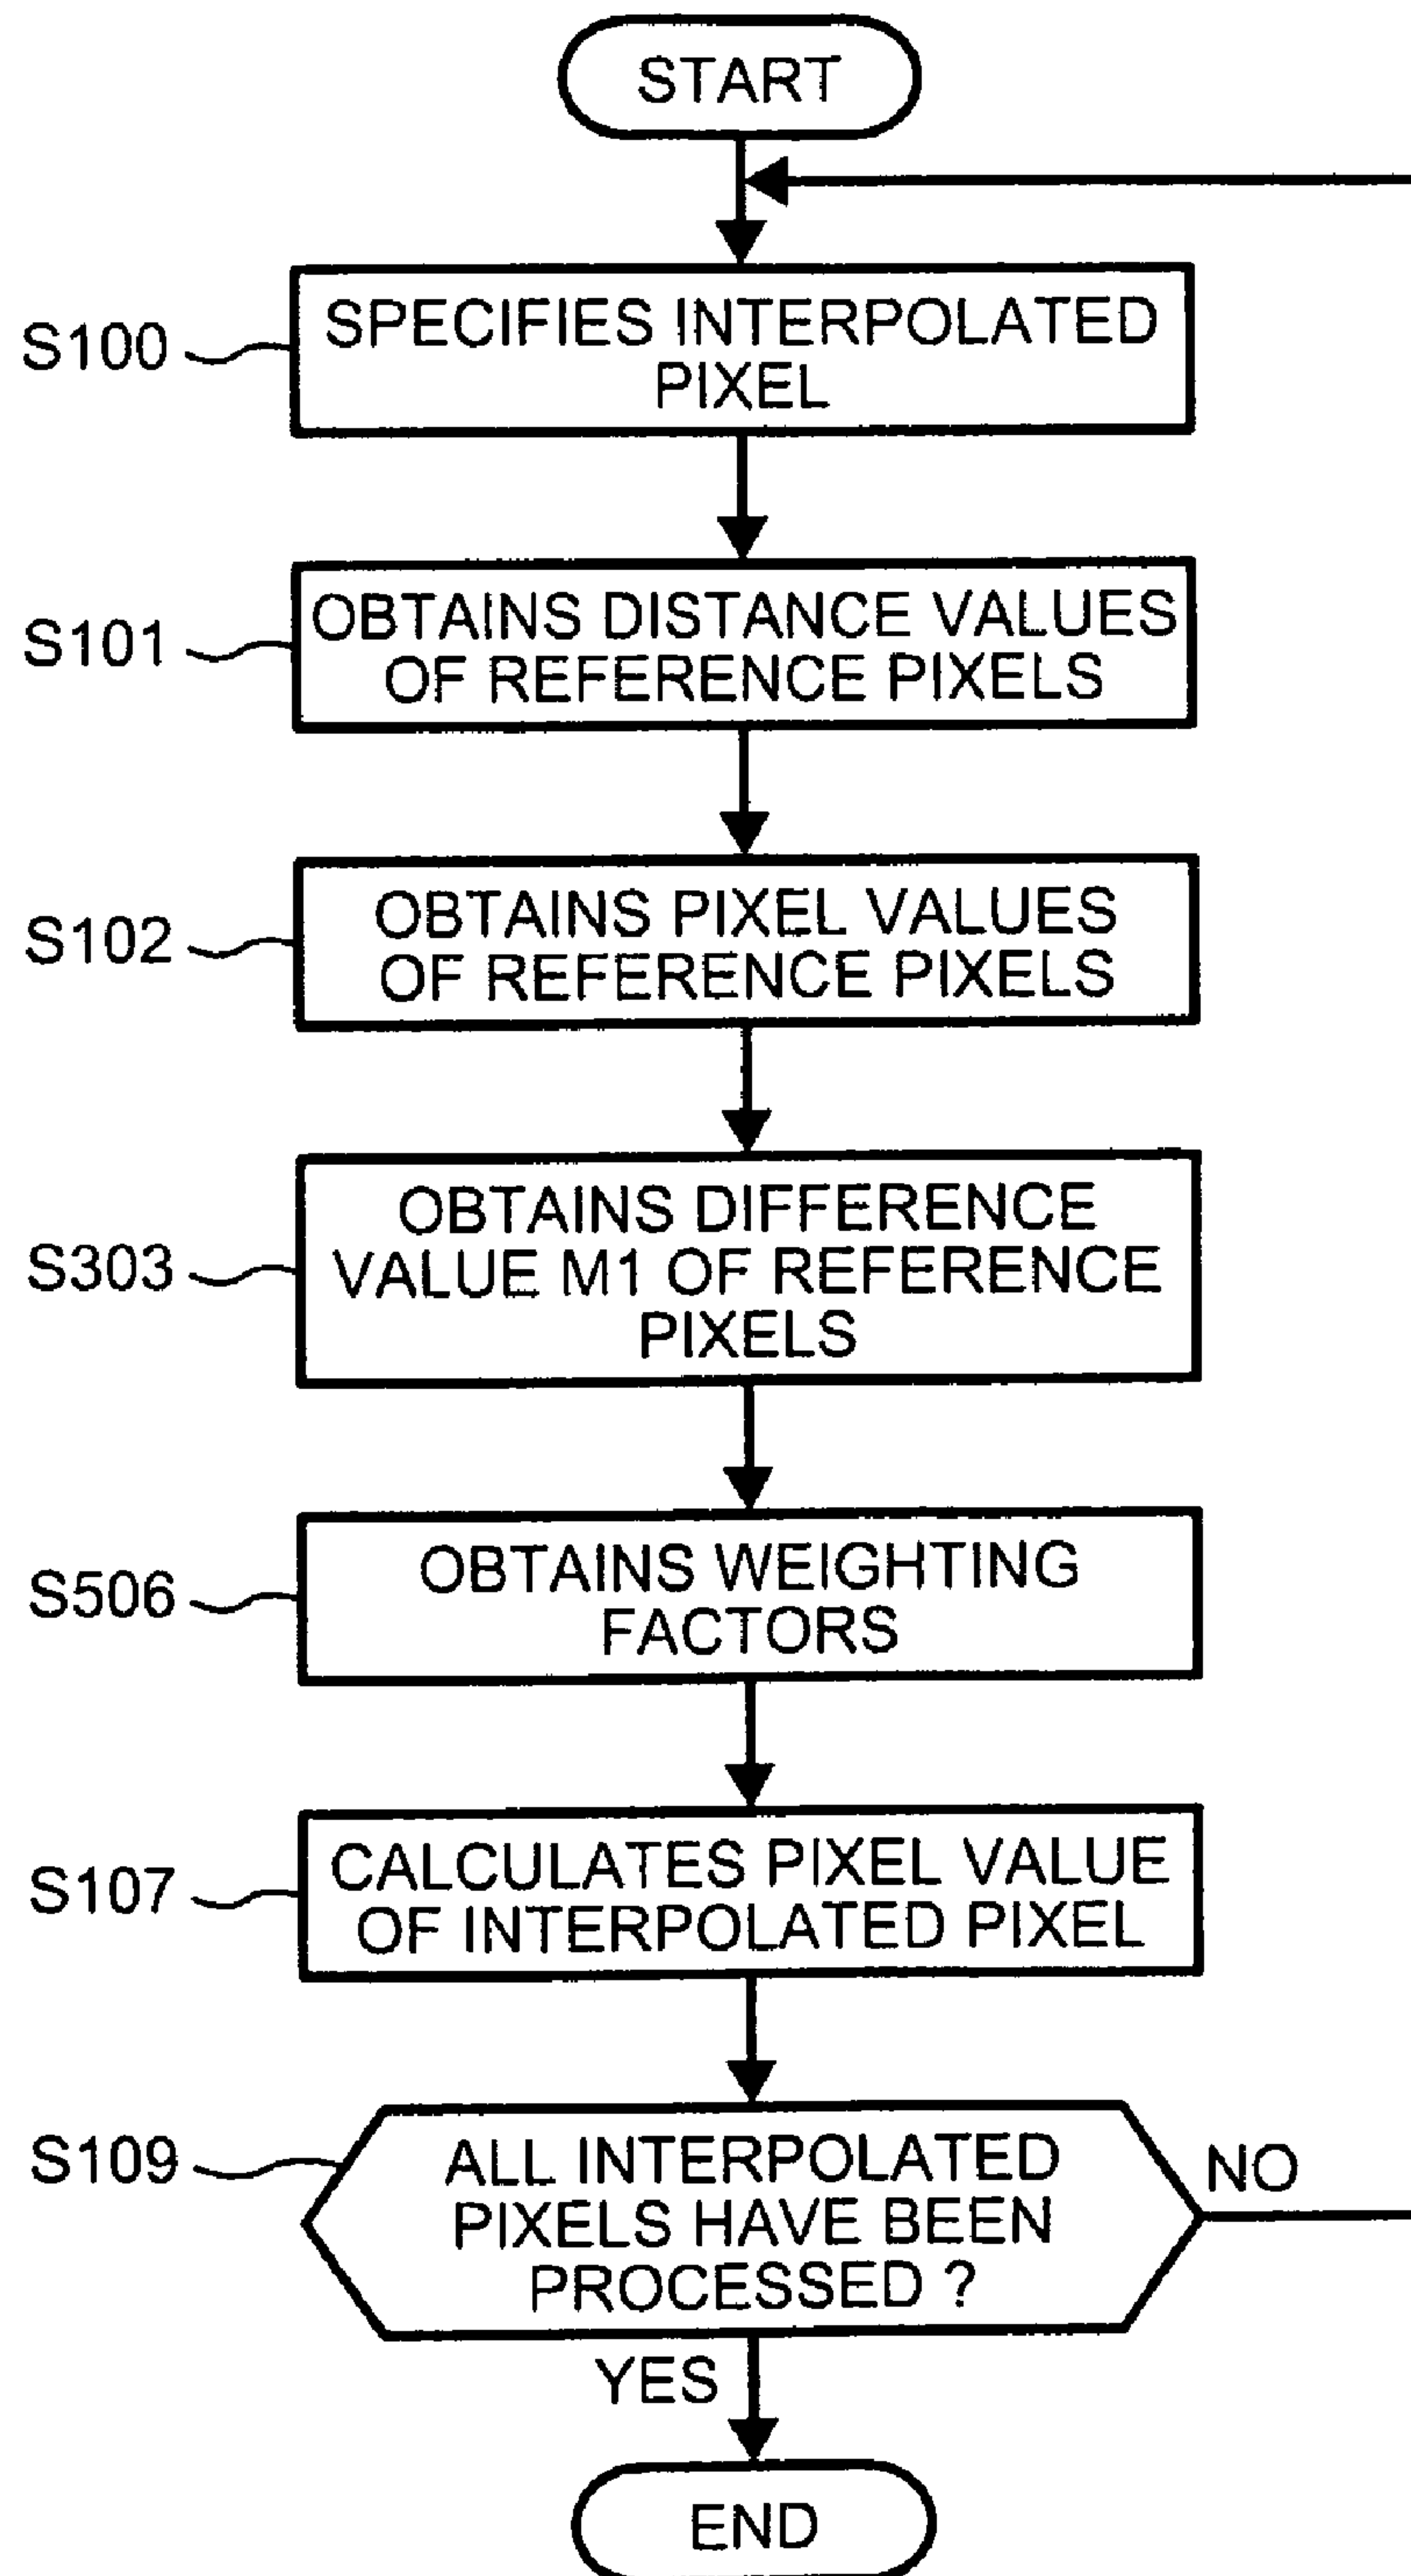 START
S100
SPECIFIES INTERPOLATED
PIXEL
S101
OBTAINS DISTANCE VALUES
OF REFERENCE PIXELS
S102
OBTAINS PIXEL VALUES
OF REFERENCE PIXELS
S303
OBTAINS DIFFERENCE
VALUE M1 OF REFERENCE
PIXELS
S506
OBTAINS WEIGHTING
FACTORS
S107
CALCULATES PIXEL VALUE
OF INTERPOLATED PIXEL
S109
ALL INTERPOLATED
PIXELS HAVE BEEN
PROCESSED ?
NO
YES
END